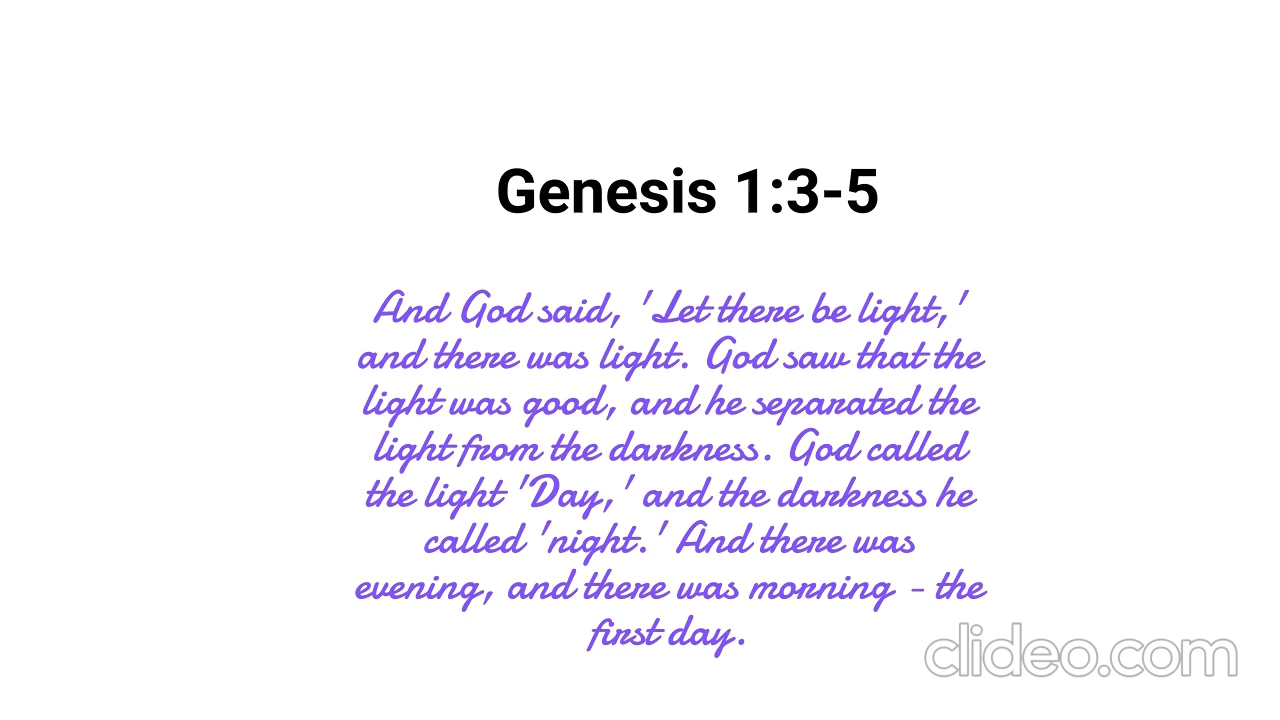 Genesis 1:3-5
And God said, 'Let there be light,'
and there was light. God saw that the
light was good, and he separated the
light from the darkness. God called
the light 'Day,' and the darkness he
called 'night.' And there was
evening, and there was morning - the
first day.
clideo.com